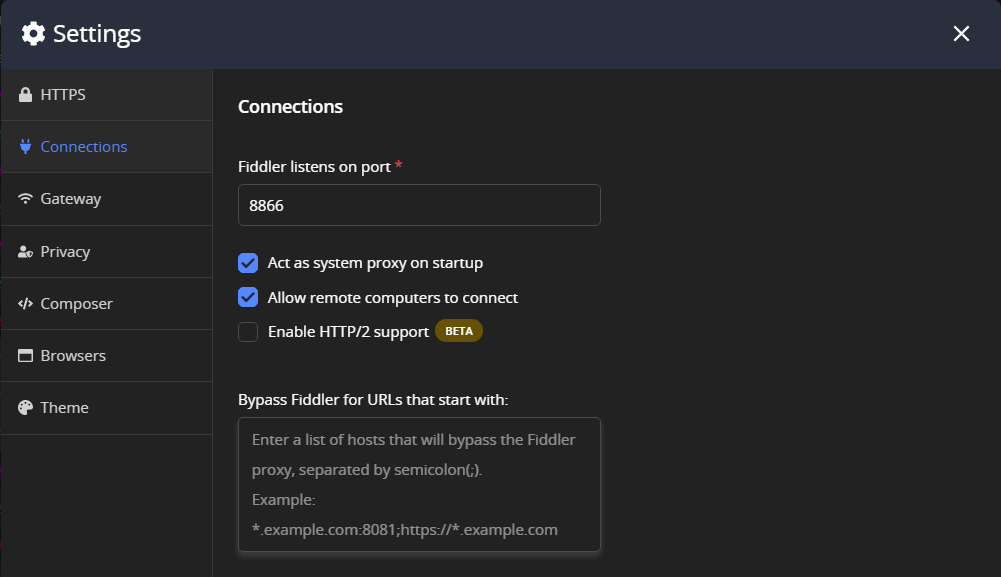 Settings
HTTPS
Connections
Gateway
Privacy
Composer
Browsers
Theme
Connections
Fiddler listens on port *
8866
Act as system proxy on startup
Allow remote computers to connect
Enable HTTP/2 support BETA
Bypass Fiddler for URLs that start with:
Enter a list of hosts that will bypass the Fiddler
proxy, separated by semicolon(;).
Example:
*.example.com:8081;https://*.example.com